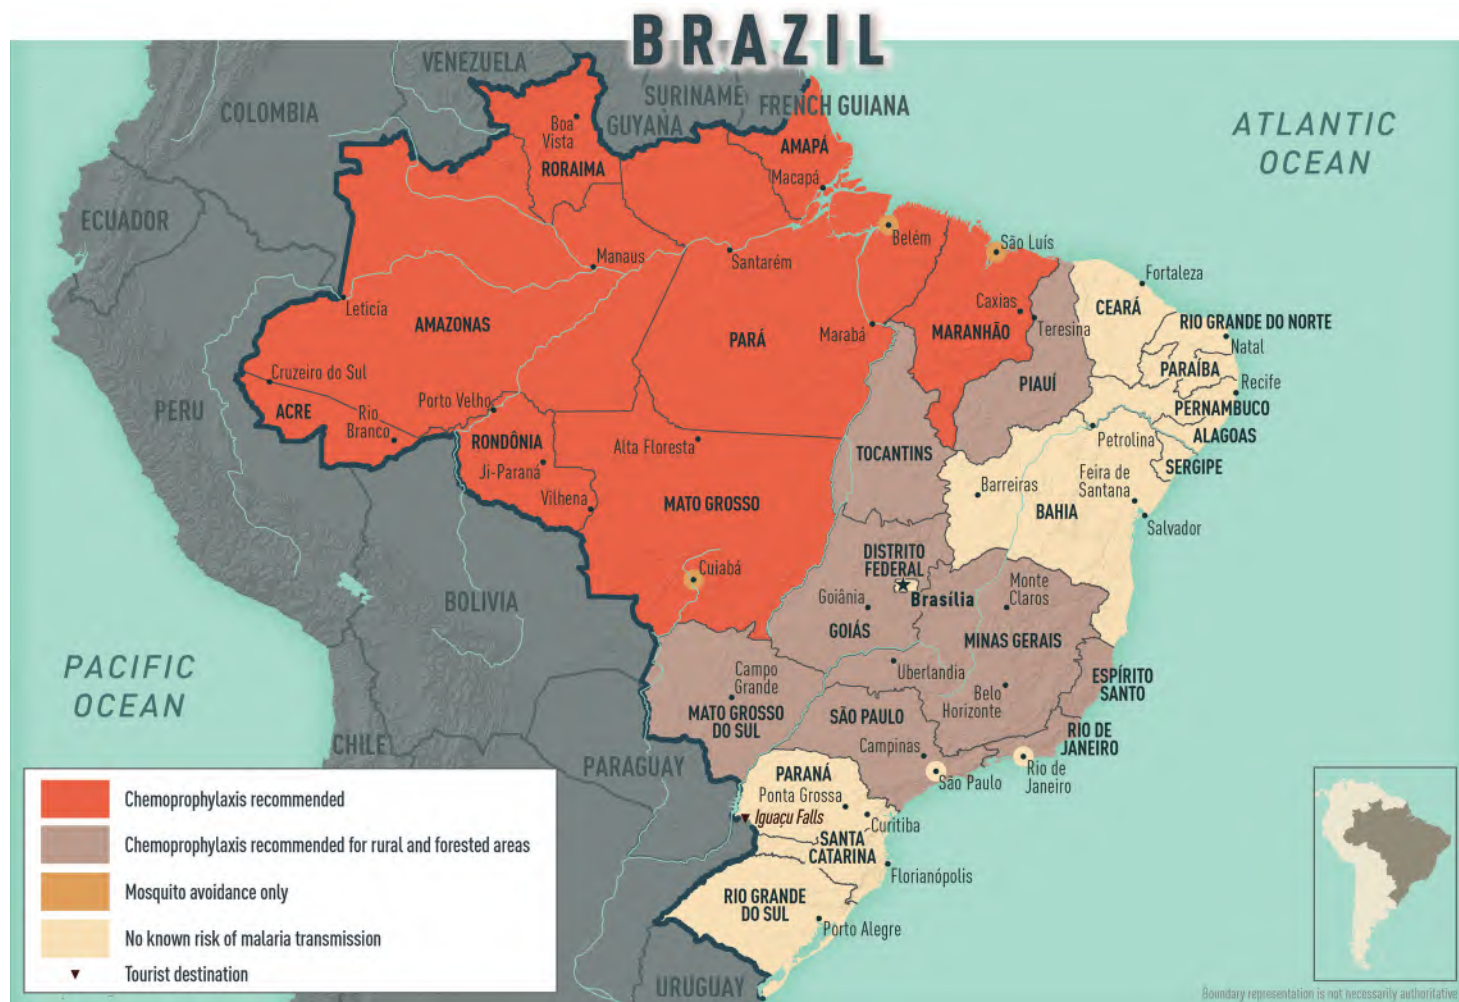 BRAZIL
VENEZUELA
COLOMBIA
SURINAME
GUYANA
FRENCH GUIANA
ATLANTIC
OCEAN
ECUADOR
Boa
Vista
RORAIMA
AMAPÁ
Macapá
Belém
São Luís
Manaus
Santarém
Fortaleza
Leticía
AMAZONAS
PARÁ
Marabá
Caxias
MARANHÃO
Teresina
CEARÁ
RIO GRANDE DO NORTE
Natal
PARAÍBA
Recife
PERNAMBUCO
ALAGOAS
SERGIPE
PIAUÍ
Petrolina
PERU
Cruzeiro do Sul
ACRE
Rio
Branco
Porto Velho
RONDÔNIA
Ji-Paraná
Vilhena
Alta Floresta
MATO GROSSO
TOCANTINS
Barreiras
Feira de
Santana
BAHIA
Salvador
Cuiabá
DISTRITO
FEDERAL
Brasília
Goiânia
GOIÁS
Monte
Claros
MINAS GERAIS
BOLIVIA
PACIFIC
OCEAN
Campo
Grande
MATO GROSSO
DO SUL
Uberlandia
Belo
Horizonte
ESPÍRITO
SANTO
SÃO PAULO
Campinas
São Paulo
RIO DE
JANEIRO
Rio de
Janeiro
CHILE
PARAGUAY
PARANÁ
Ponta Grossa
Iguaçu Falls
Curitiba
SANTA
CATARINA
Florianópolis
RIO GRANDE
DO SUL
Porto Alegre
URUGUAY
Chemoprophylaxis recommended
Chemoprophylaxis recommended for rural and forested areas
Mosquito avoidance only
No known risk of malaria transmission
Tourist destination
Boundary representation is not necessarily authoritative